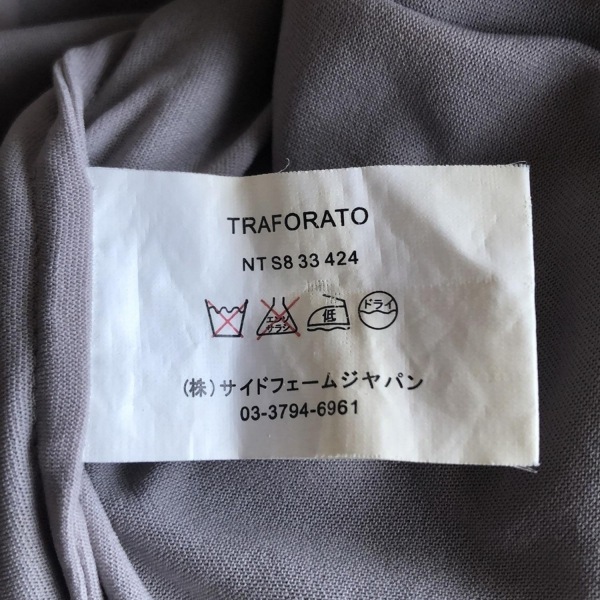 TRAFORATO
NT S8 33 424
エンソ サラシ 低 ドライ
(株)サイドフェームジャパン
03-3794-6961